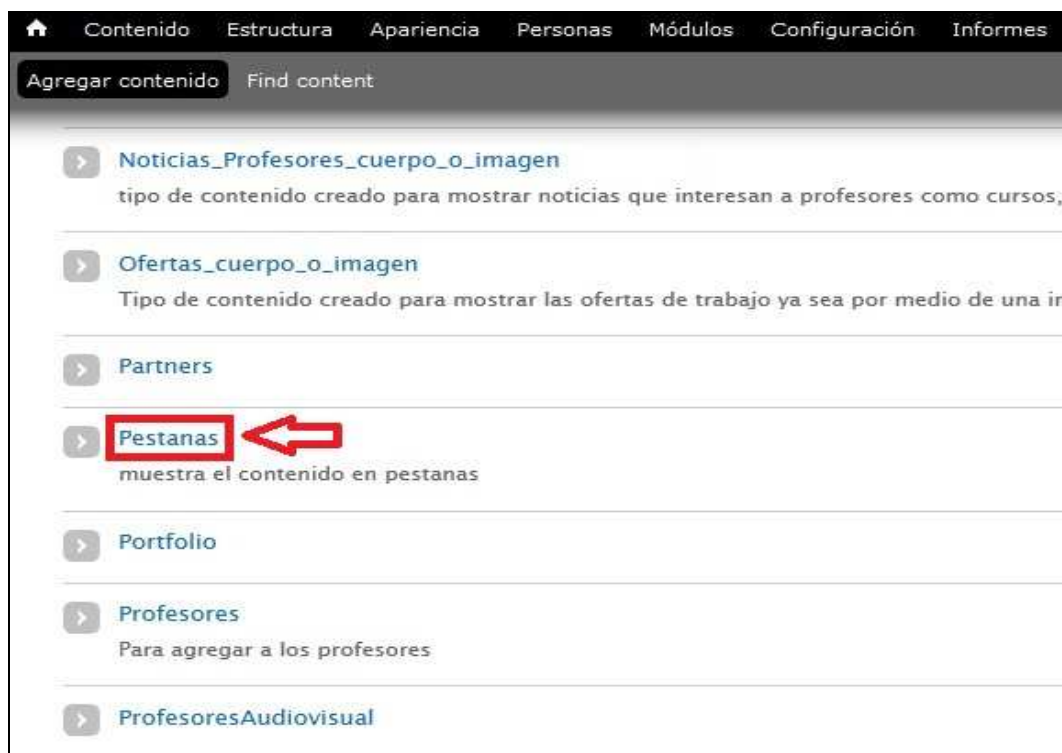 Contenido Estructura Apariencia Personas Módulos Configuración Informes
Agregar contenido Find content
Noticias_Profesores_cuerpo_o_imagen
tipo de contenido creado para mostrar noticias que interesan a profesores como cursos,
Ofertas_cuerpo_o_imagen
Tipo de contenido creado para mostrar las ofertas de trabajo ya sea por medio de una
Partners
Pestanas
muestra el contenido en pestanas
Portfolio
Profesores
Para agregar a los profesores
ProfesoresAudiovisual